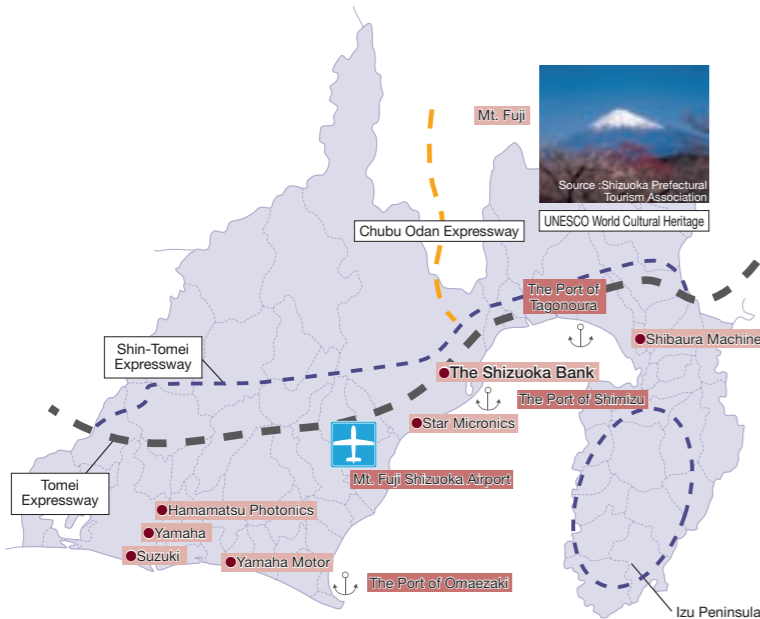 Mt. Fuji
Source :Shizuoka Prefectural
Tourism Association
UNESCO World Cultural Heritage
Chubu Odan Expressway
The Port of
Tagonoura
Shin-Tomei
Expressway
Shibaura Machine
The Shizuoka Bank
The Port of Shimizu
Star Micronics
Mt. Fuji Shizuoka Airport
Tomei
Expressway
Hamamatsu Photonics
Yamaha
Suzuki
Yamaha Motor
The Port of Omaezaki
Izu Peninsula